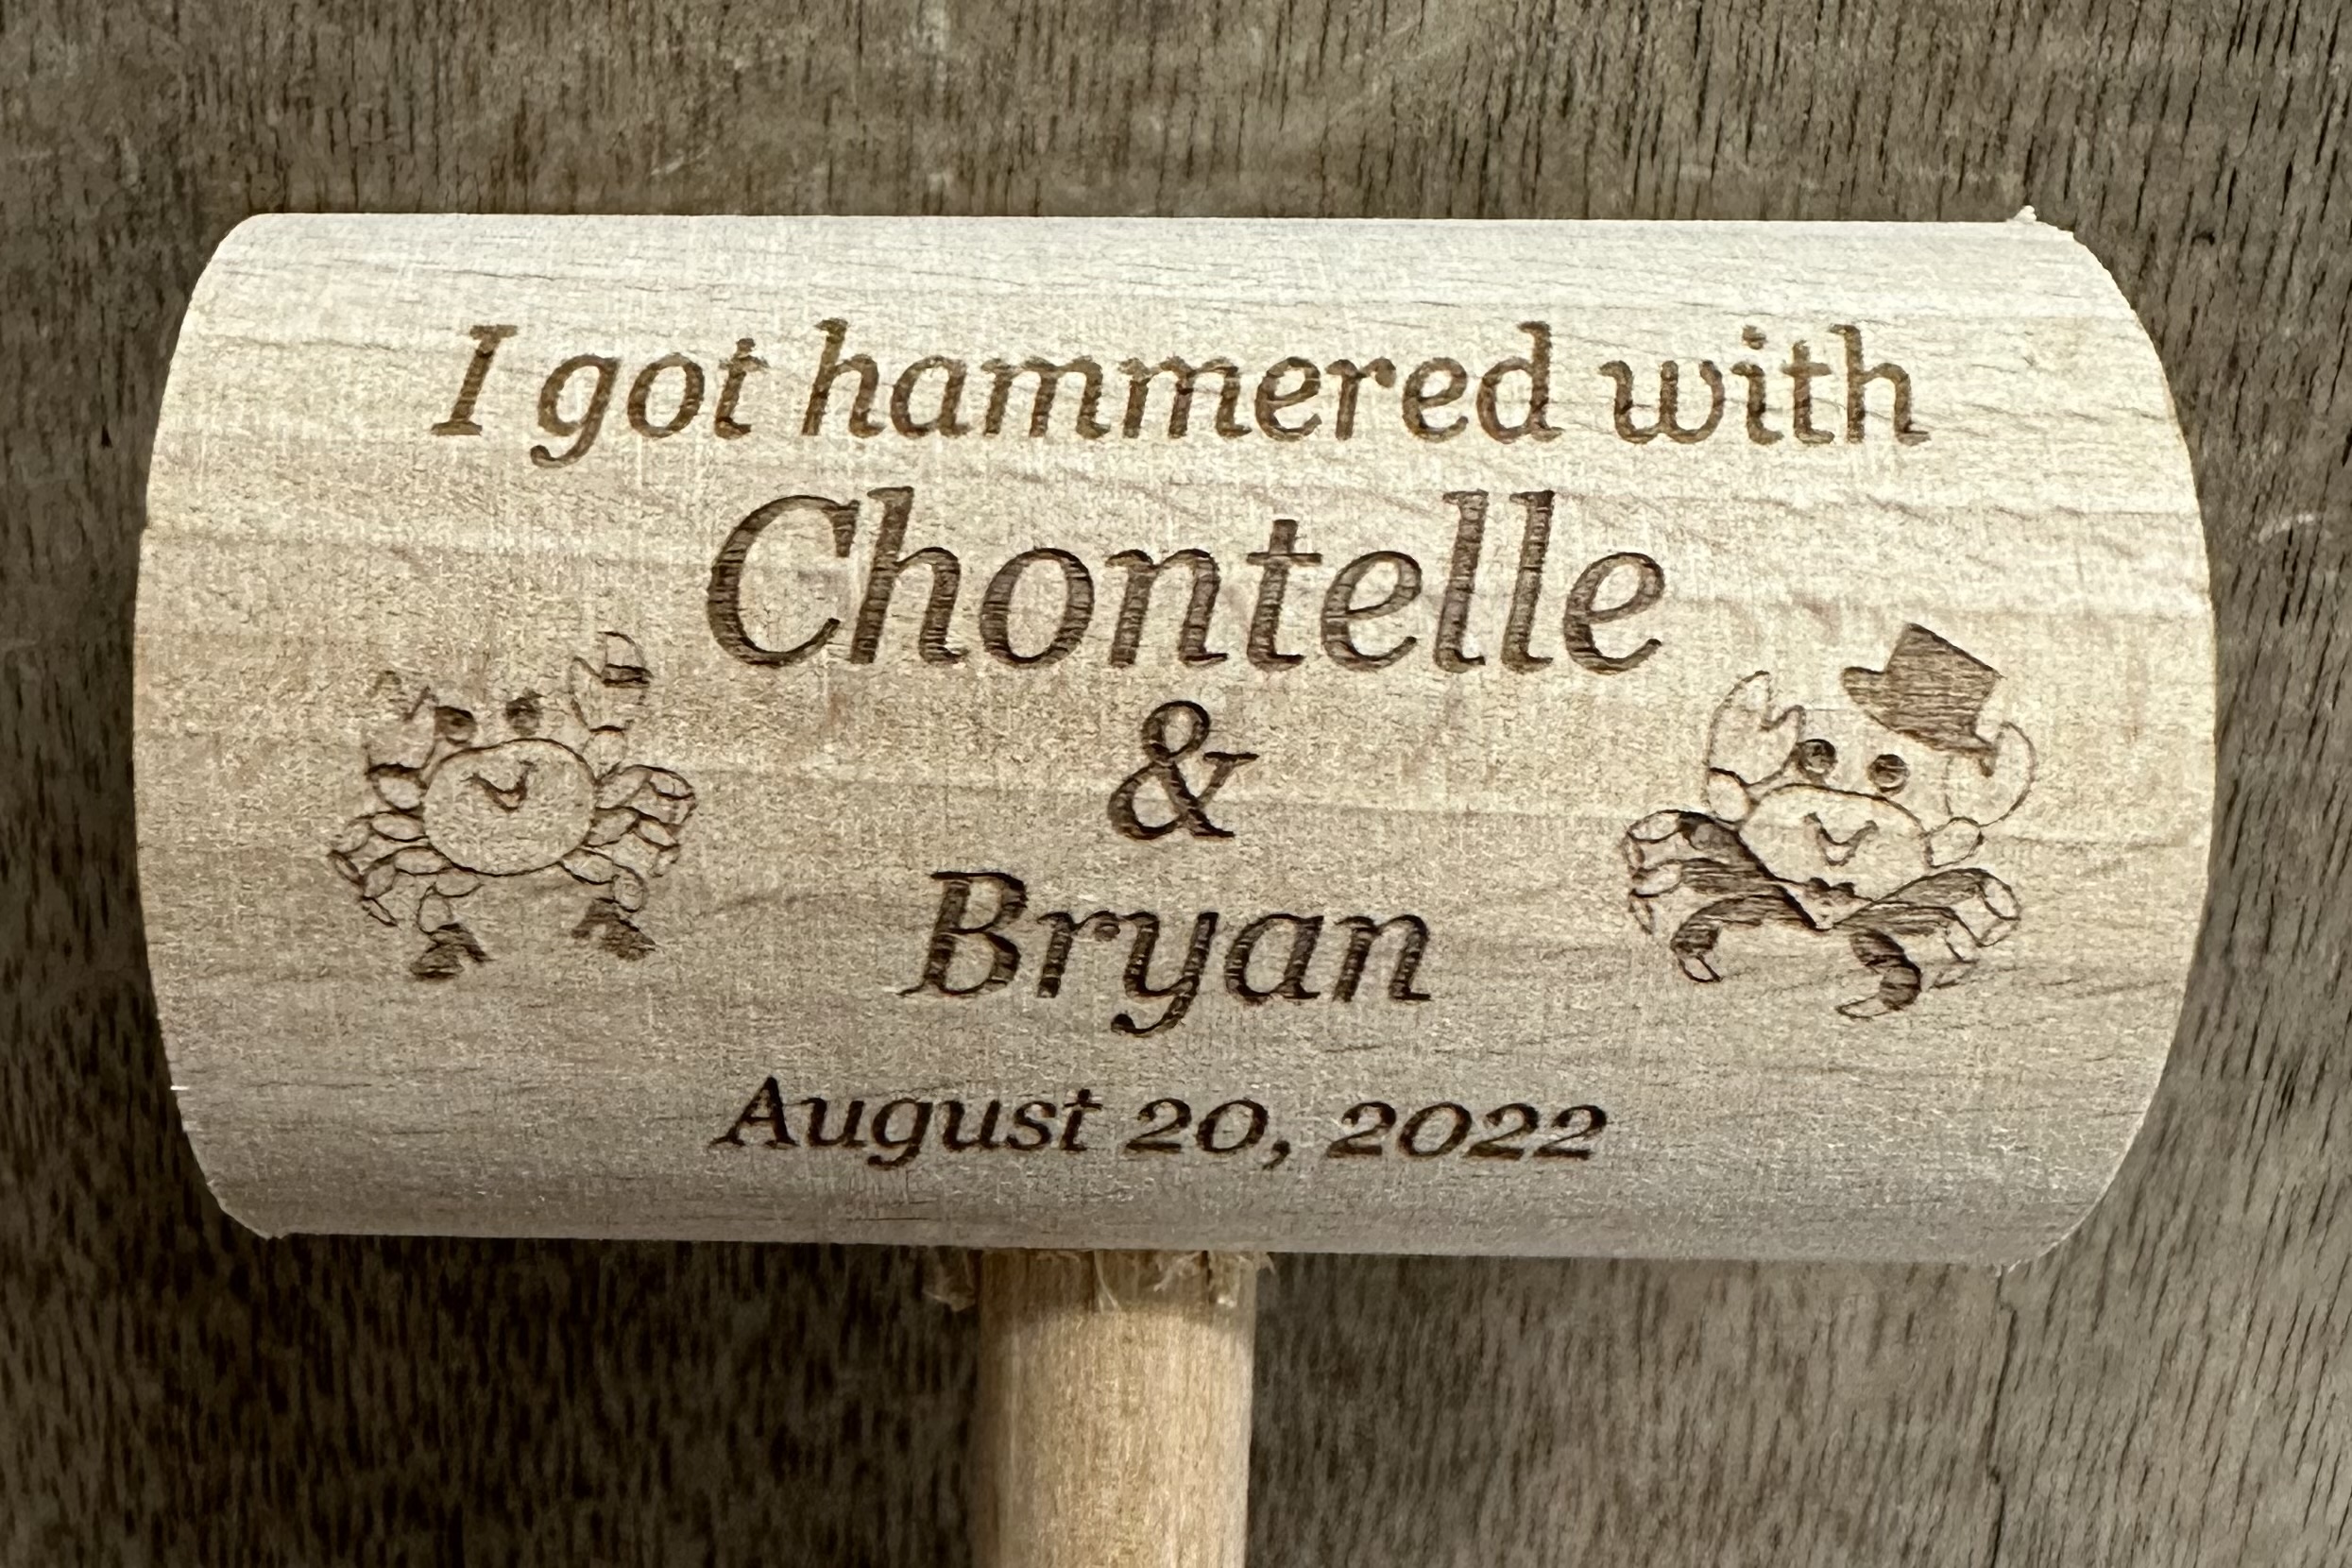 I got hammered with
Chontelle
&
Bryan
August 20, 2022